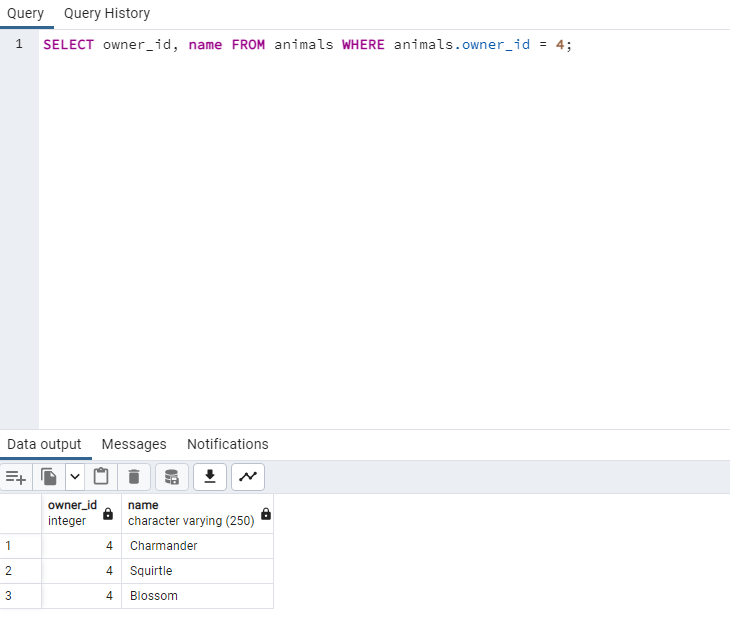 Query Query History
1 SELECT owner_id, name FROM animals WHERE animals.owner_id = 4;
Data output Messages Notifications
owner_id name
integer character varying (250)
1 4 Charmander
2 4 Squirtle
3 4 Blossom